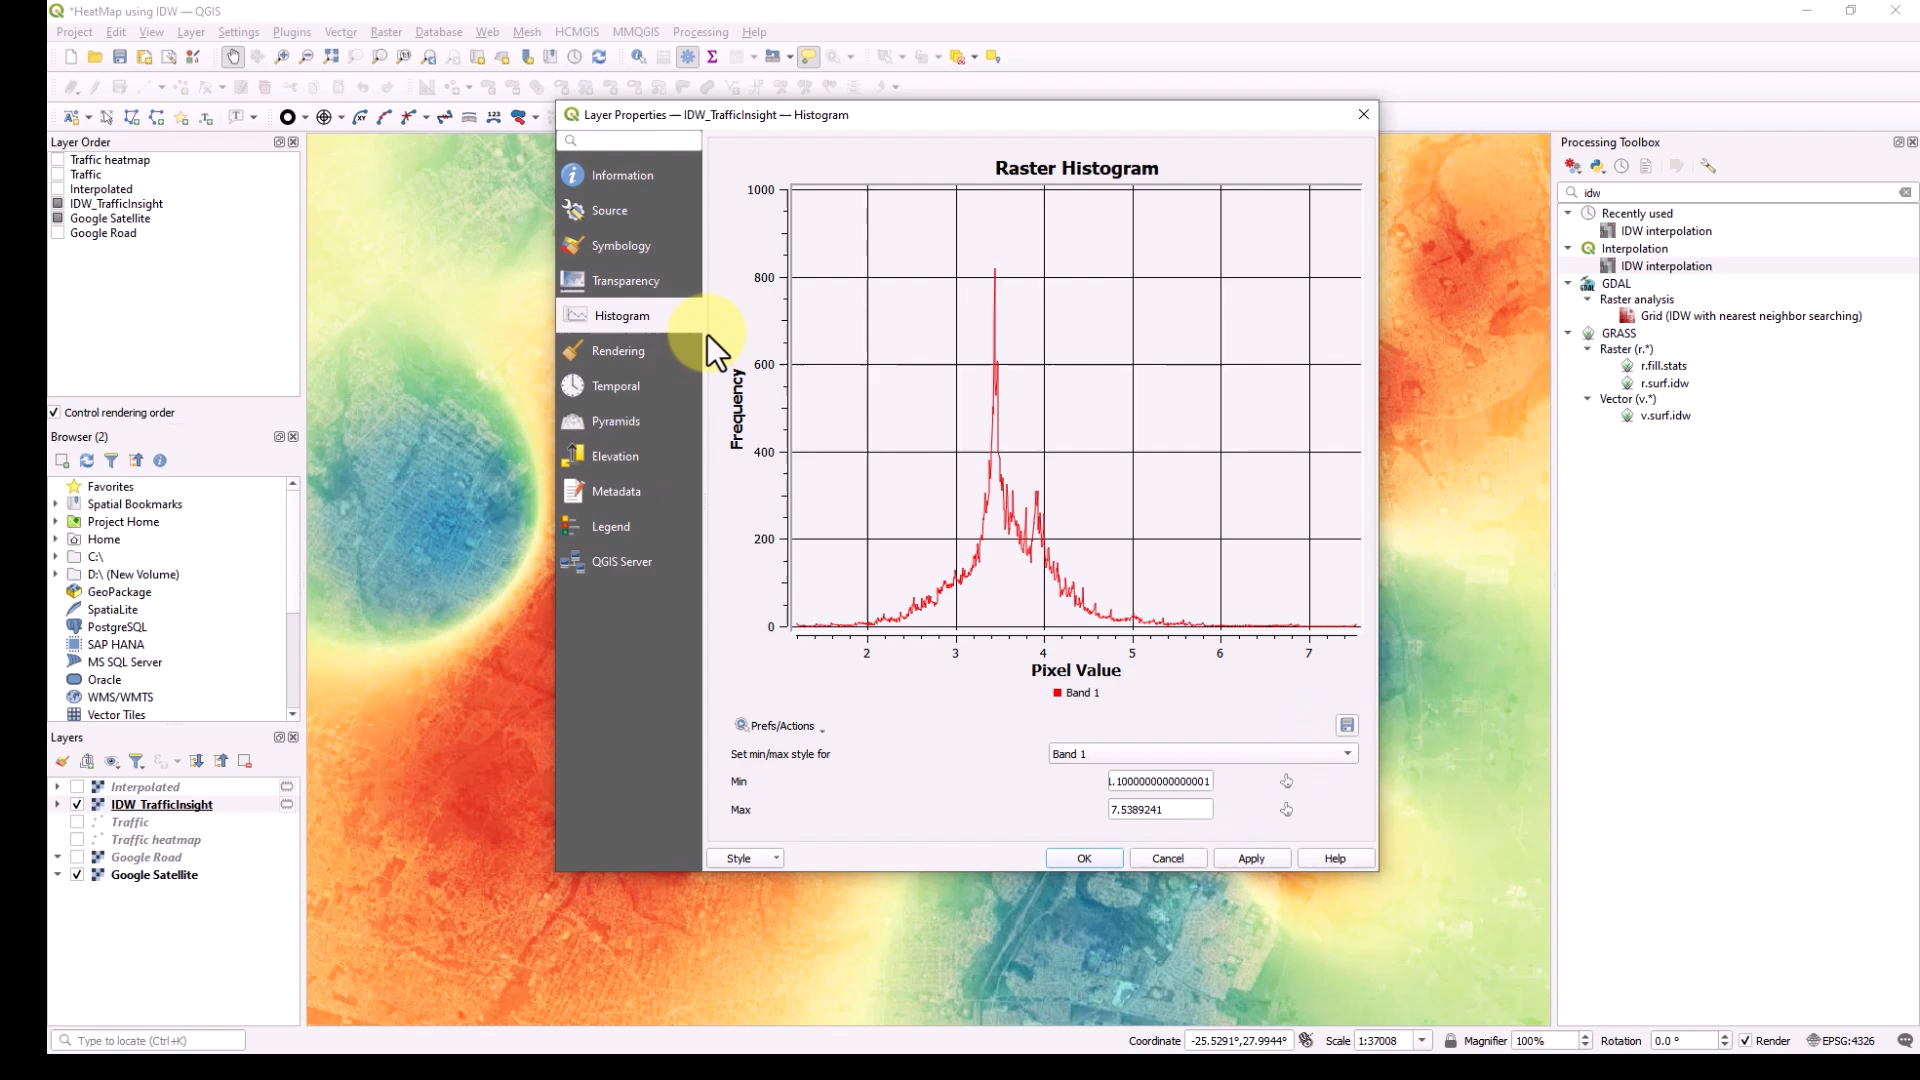 *HeatMap using IDW — QGIS
Project Edit View Layer Settings Plugins Vector Raster Database Web Mesh HCMGIS MMQGIS Processing Help
Layer Order
Traffic heatmap
Traffic
Interpolated
IDW_TrafficInsight
Google Satellite
Google Road
Control rendering order
Browser (2)
Favorites
Spatial Bookmarks
Project Home
Home
C:\
D:\ (New Volume)
GeoPackage
SpatiaLite
PostgreSQL
SAP HANA
MS SQL Server
Oracle
WMS/WMTS
Vector Tiles
Layers
Interpolated
IDW_TrafficInsight
Traffic
Traffic heatmap
Google Road
Google Satellite
Layer Properties — IDW_TrafficInsight — Histogram
Information
Source
Symbology
Transparency
Histogram
Rendering
Temporal
Pyramids
Elevation
Metadata
Legend
QGIS Server
Raster Histogram
1000
800
600
400
200
0
Frequency
2 3 4 5 6 7
Pixel Value
Band 1
Prefs/Actions
Set min/max style for Band 1
Min 1.1000000000000001
Max 7.5389241
Style OK Cancel Apply Help
Processing Toolbox
idw
Recently used
IDW interpolation
Interpolation
IDW interpolation
GDAL
Raster analysis
Grid (IDW with nearest neighbor searching)
GRASS
Raster (r.*)
r.fill.stats
r.surf.idw
Vector (v.*)
v.surf.idw
Type to locate (Ctrl+K) Coordinate -25.5291°,27.9944° Scale 1:37008 Magnifier 100% Rotation 0.0 ° Render EPSG:4326